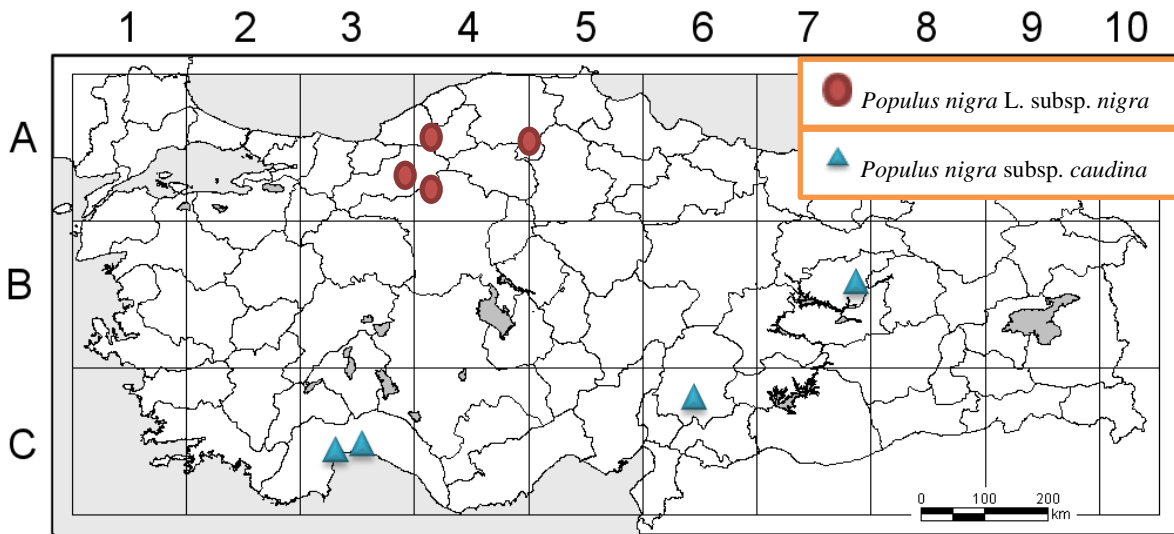 1 2 3 4 5 6 7 8 9 10
Populus nigra L. subsp. nigra
A
Populus nigra subsp. caudina
B
C
0 100 200
km